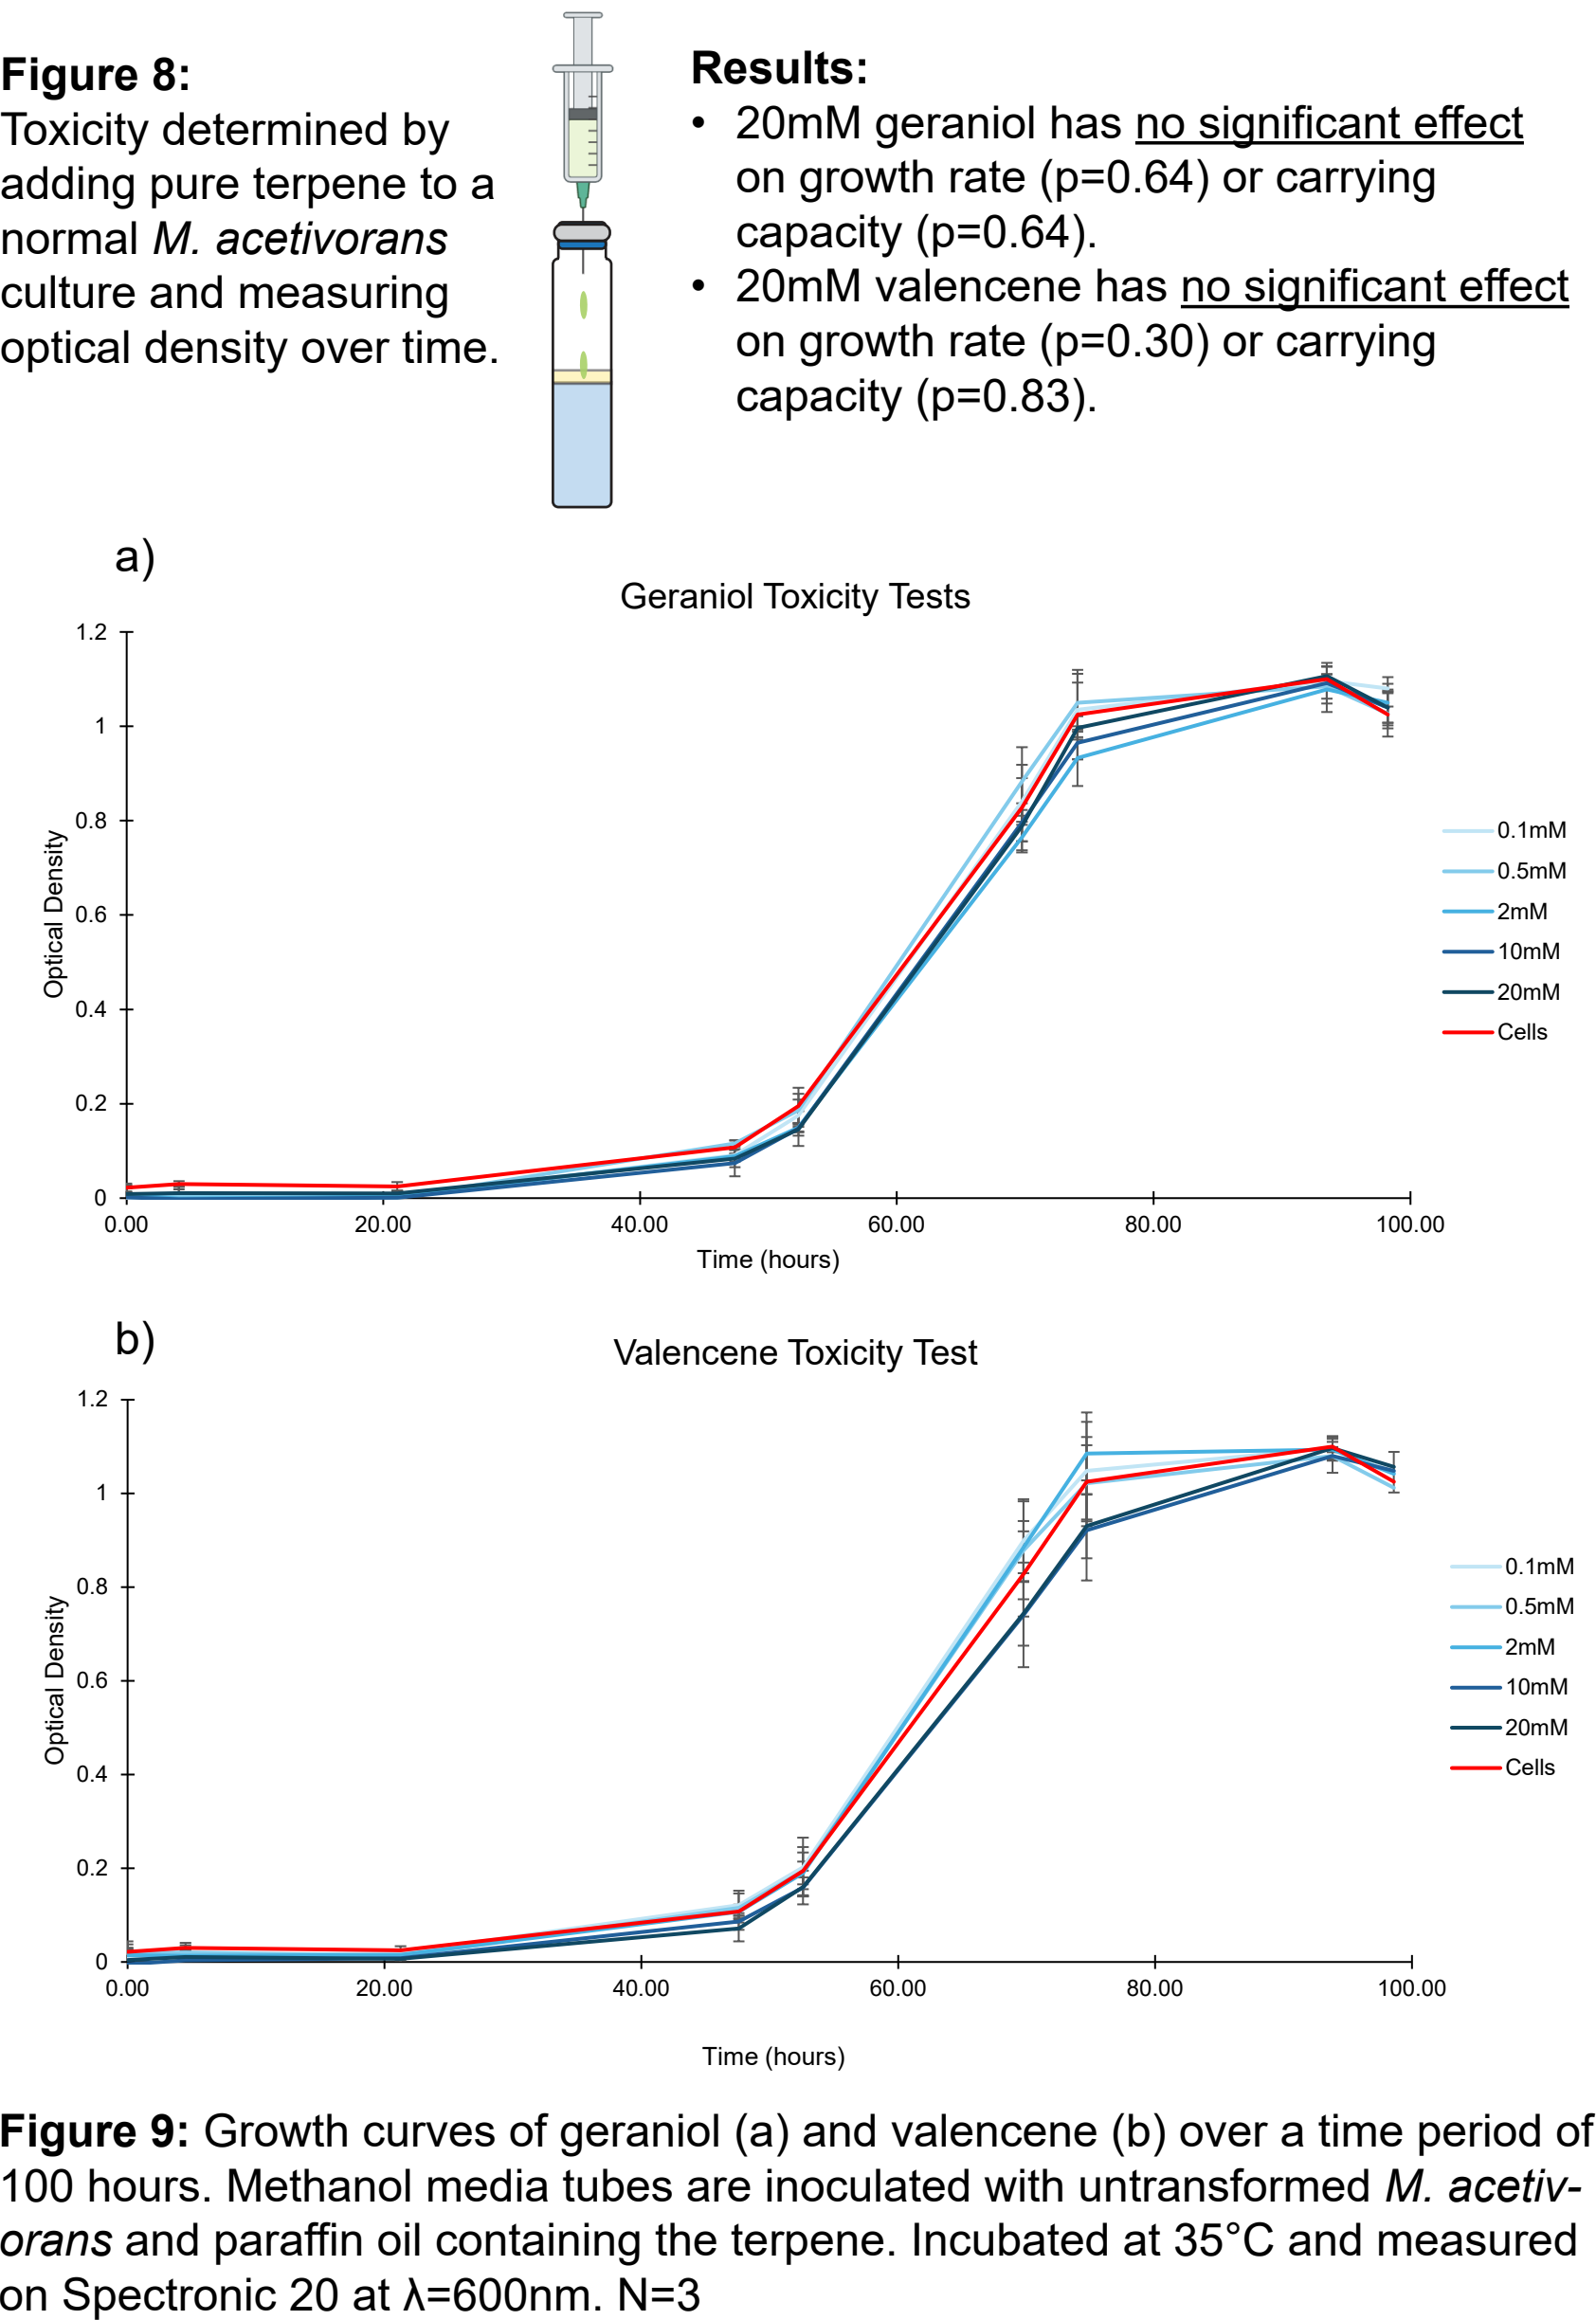 Figure 8:
Toxicity determined by
adding pure terpene to a
normal M. acetivorans
culture and measuring
optical density over time.
Results:
• 20mM geraniol has no significant effect
on growth rate (p=0.64) or carrying
capacity (p=0.64).
• 20mM valencene has no significant effect
on growth rate (p=0.30) or carrying
capacity (p=0.83).
a)
Geraniol Toxicity Tests
1.2
1
0.8
0.6
0.4
0.2
0
Optical Density
0.00 20.00 40.00 60.00 80.00 100.00
Time (hours)
0.1mM
0.5mM
2mM
10mM
20mM
Cells
b)
Valencene Toxicity Test
1.2
1
0.8
0.6
0.4
0.2
0
Optical Density
0.00 20.00 40.00 60.00 80.00 100.00
Time (hours)
0.1mM
0.5mM
2mM
10mM
20mM
Cells
Figure 9: Growth curves of geraniol (a) and valencene (b) over a time period of
100 hours. Methanol media tubes are inoculated with untransformed M. acetiv-
orans and paraffin oil containing the terpene. Incubated at 35°C and measured
on Spectronic 20 at λ=600nm. N=3